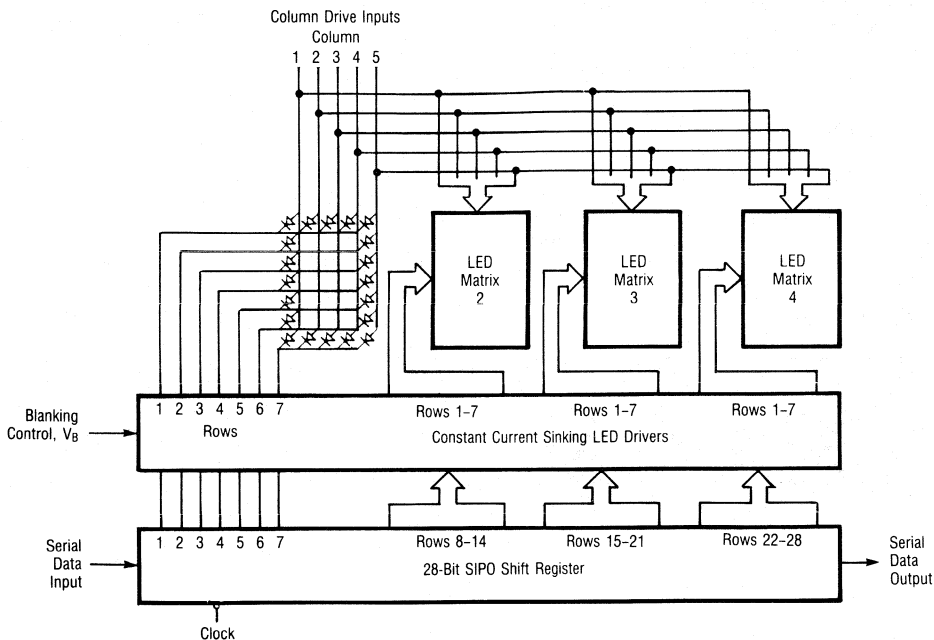 Column Drive Inputs
Column
1 2 3 4 5
LED
Matrix
2
LED
Matrix
3
LED
Matrix
4
Blanking
Control, VB
1 2 3 4 5 6 7
Rows
Rows 1–7
Rows 1–7
Rows 1–7
Constant Current Sinking LED Drivers
Serial
Data
Input
1 2 3 4 5 6 7
Rows 8–14
Rows 15–21
Rows 22–28
28-Bit SIPO Shift Register
Serial
Data
Output
Clock